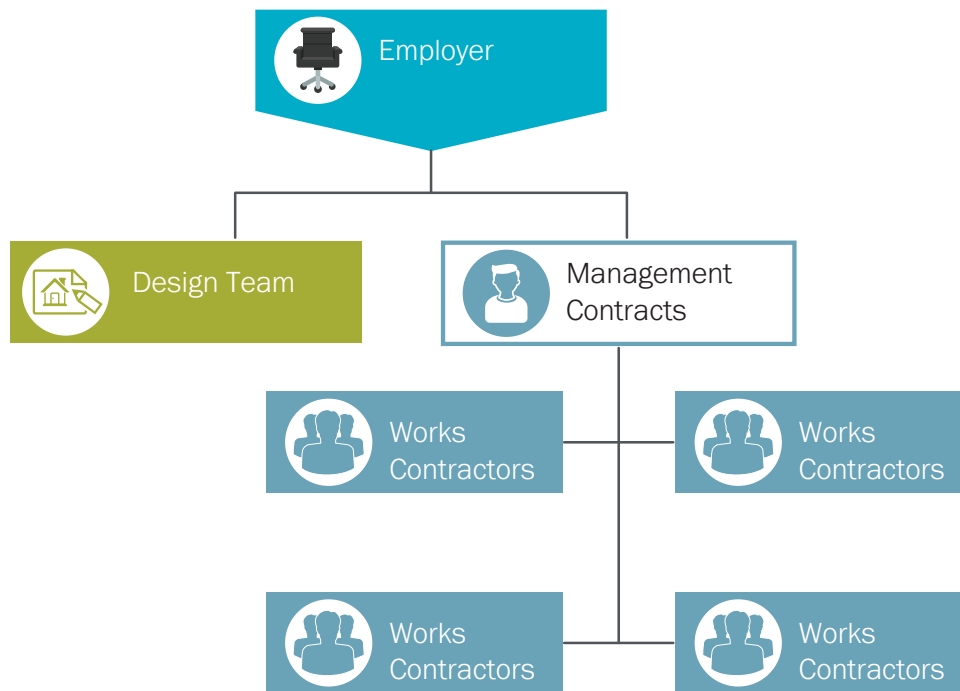 Employer
Design Team
Management
Contracts
Works
Contractors
Works
Contractors
Works
Contractors
Works
Contractors